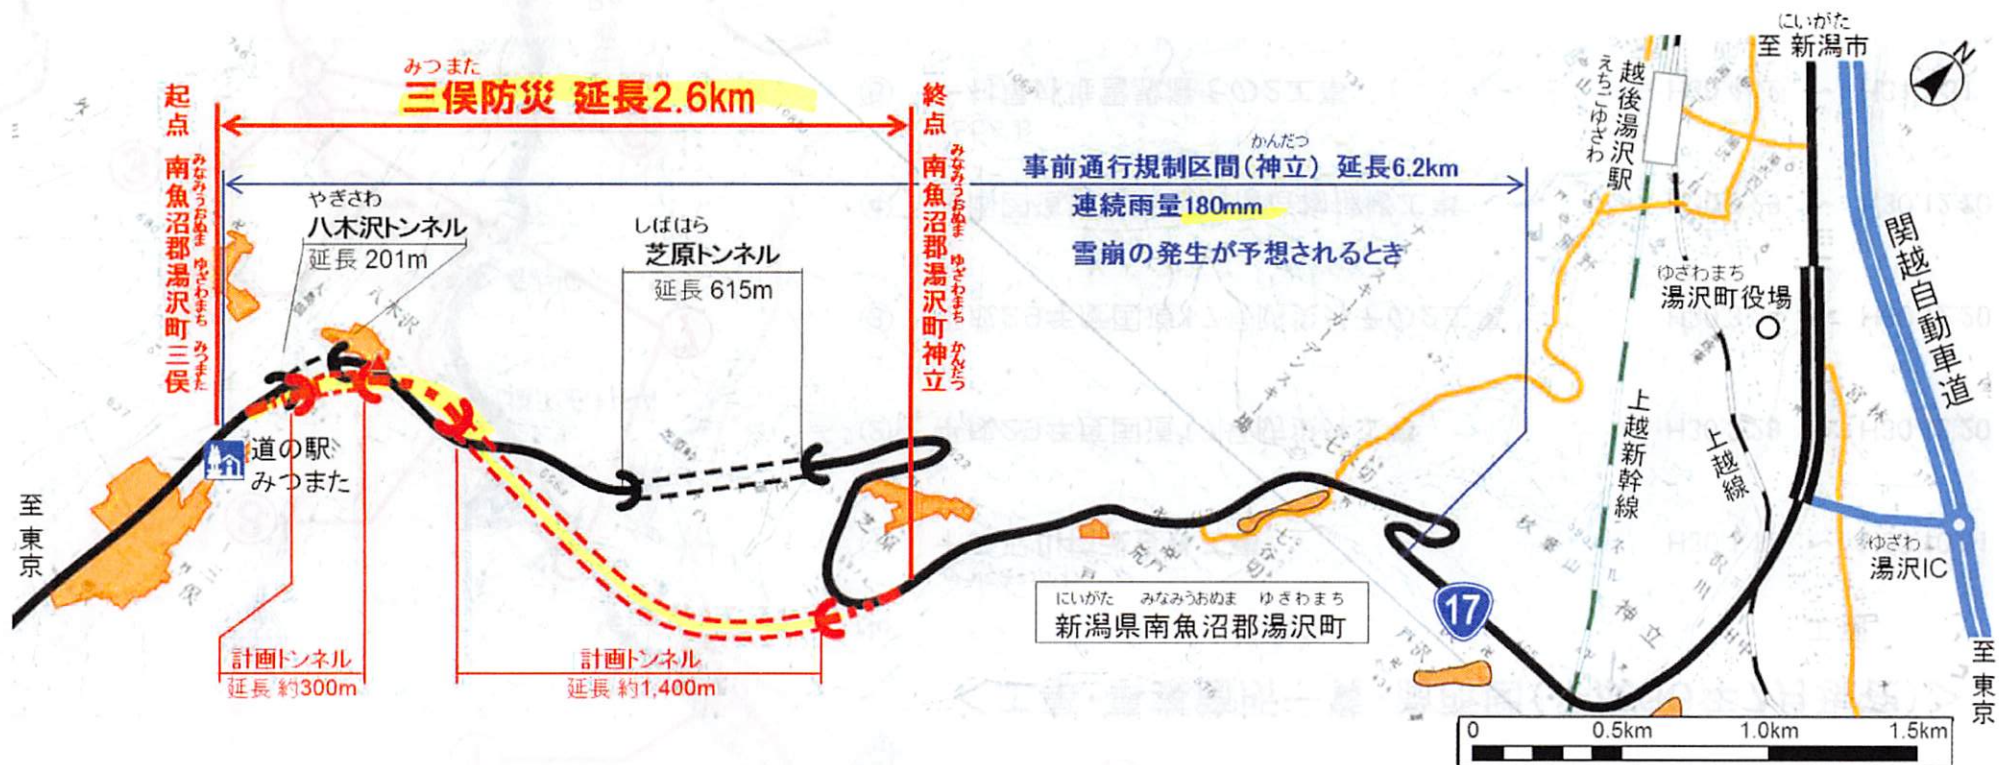 みつまた
三俣防災 延長2.6km
起点 南魚沼郡湯沢町三俣
みなみうおぬま ゆざわまち みつまた
終点 南魚沼郡湯沢町神立
みなみうおぬま ゆざわまち かんだつ
かんだつ
事前通行規制区間(神立) 延長6.2km
連続雨量180mm
雪崩の発生が予想されるとき
やぎさわ
八木沢トンネル
延長 201m
しばはら
芝原トンネル
延長 615m
八木沢
道の駅
みつまた
至 東京
三俣
芝原
計画トンネル
延長 約300m
計画トンネル
延長 約1,400m
にいがた みなみうおぬま ゆざわまち
新潟県南魚沼郡湯沢町
17
越後湯沢駅
えちごゆざわ
にいがた
至 新潟市
N
ゆざわまち
湯沢町役場
関越自動車道
上越新幹線
上越線
ゆざわ
湯沢IC
神立
至 東京
0 0.5km 1.0km 1.5km